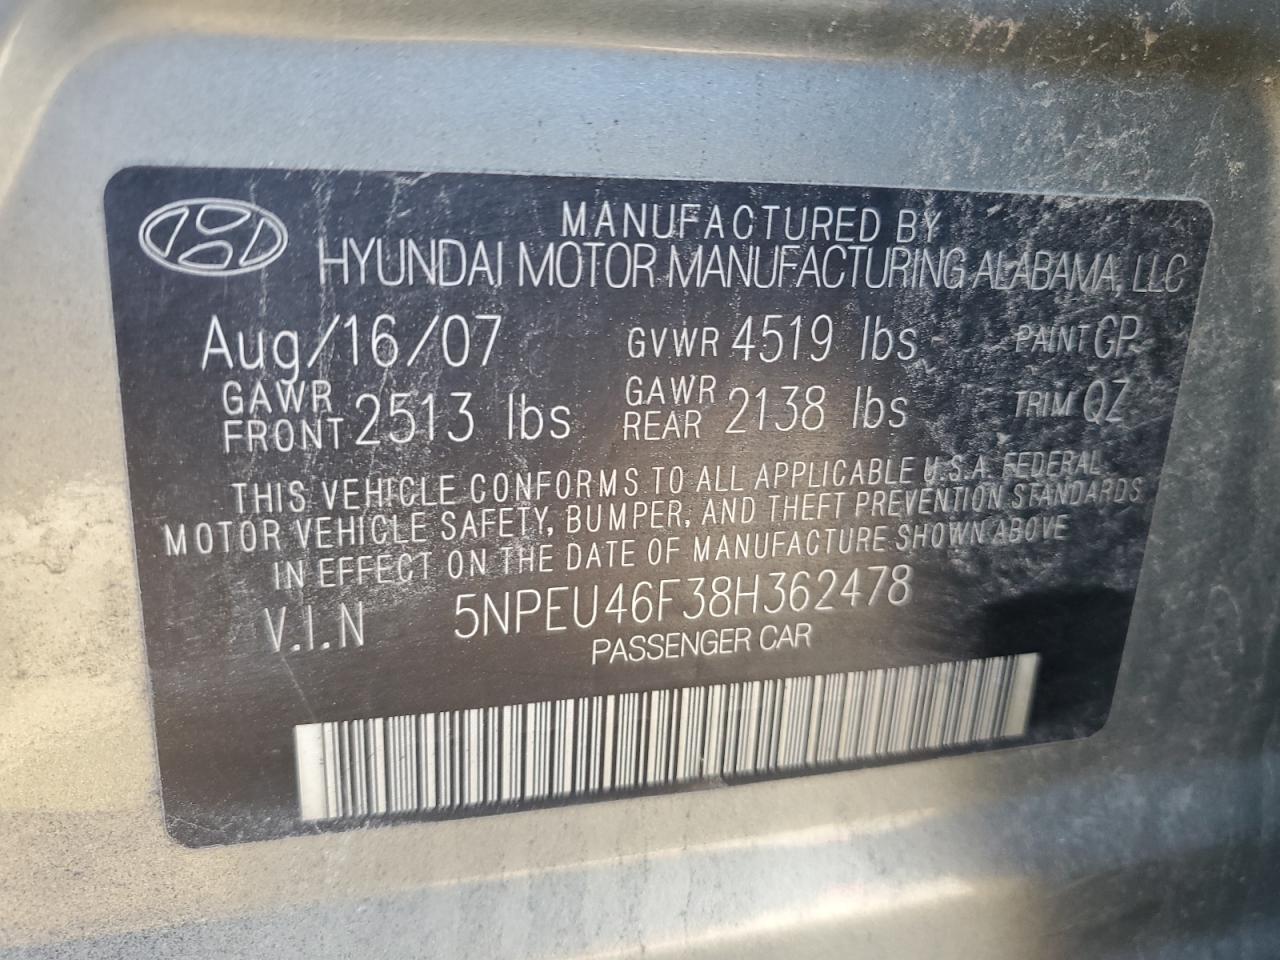 MANUFACTURED BY
HYUNDAI MOTOR MANUFACTURING ALABAMA, LLC
Aug/16/07 GVWR 4519 lbs PAINT GP
GAWR FRONT 2513 lbs GAWR REAR 2138 lbs TRIM QZ
THIS VEHICLE CONFORMS TO ALL APPLICABLE U.S.A. FEDERAL
MOTOR VEHICLE SAFETY, BUMPER, AND THEFT PREVENTION STANDARDS
IN EFFECT ON THE DATE OF MANUFACTURE SHOWN ABOVE
V.I.N 5NPEU46F38H362478
PASSENGER CAR